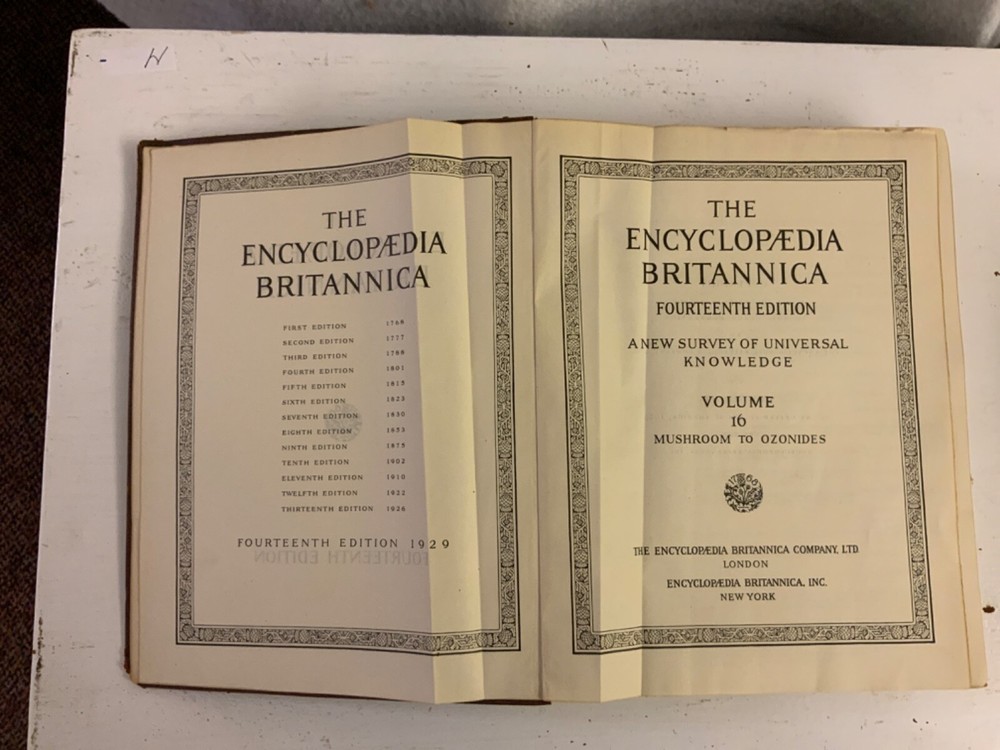 THE
ENCYCLOPÆDIA
BRITANNICA
FIRST EDITION 1768
SECOND EDITION 1777
THIRD EDITION 1788
FOURTH EDITION 1801
FIFTH EDITION 1815
SIXTH EDITION 1823
SEVENTH EDITION 1830
EIGHTH EDITION 1853
NINTH EDITION 1875
TENTH EDITION 1902
ELEVENTH EDITION 1910
TWELFTH EDITION 1922
THIRTEENTH EDITION 1926
FOURTEENTH EDITION 1929
THE
ENCYCLOPÆDIA
BRITANNICA
FOURTEENTH EDITION
A NEW SURVEY OF UNIVERSAL
KNOWLEDGE
VOLUME
16
MUSHROOM TO OZONIDES
THE ENCYCLOPÆDIA BRITANNICA COMPANY, LTD.
LONDON
ENCYCLOPÆDIA BRITANNICA, INC.
NEW YORK